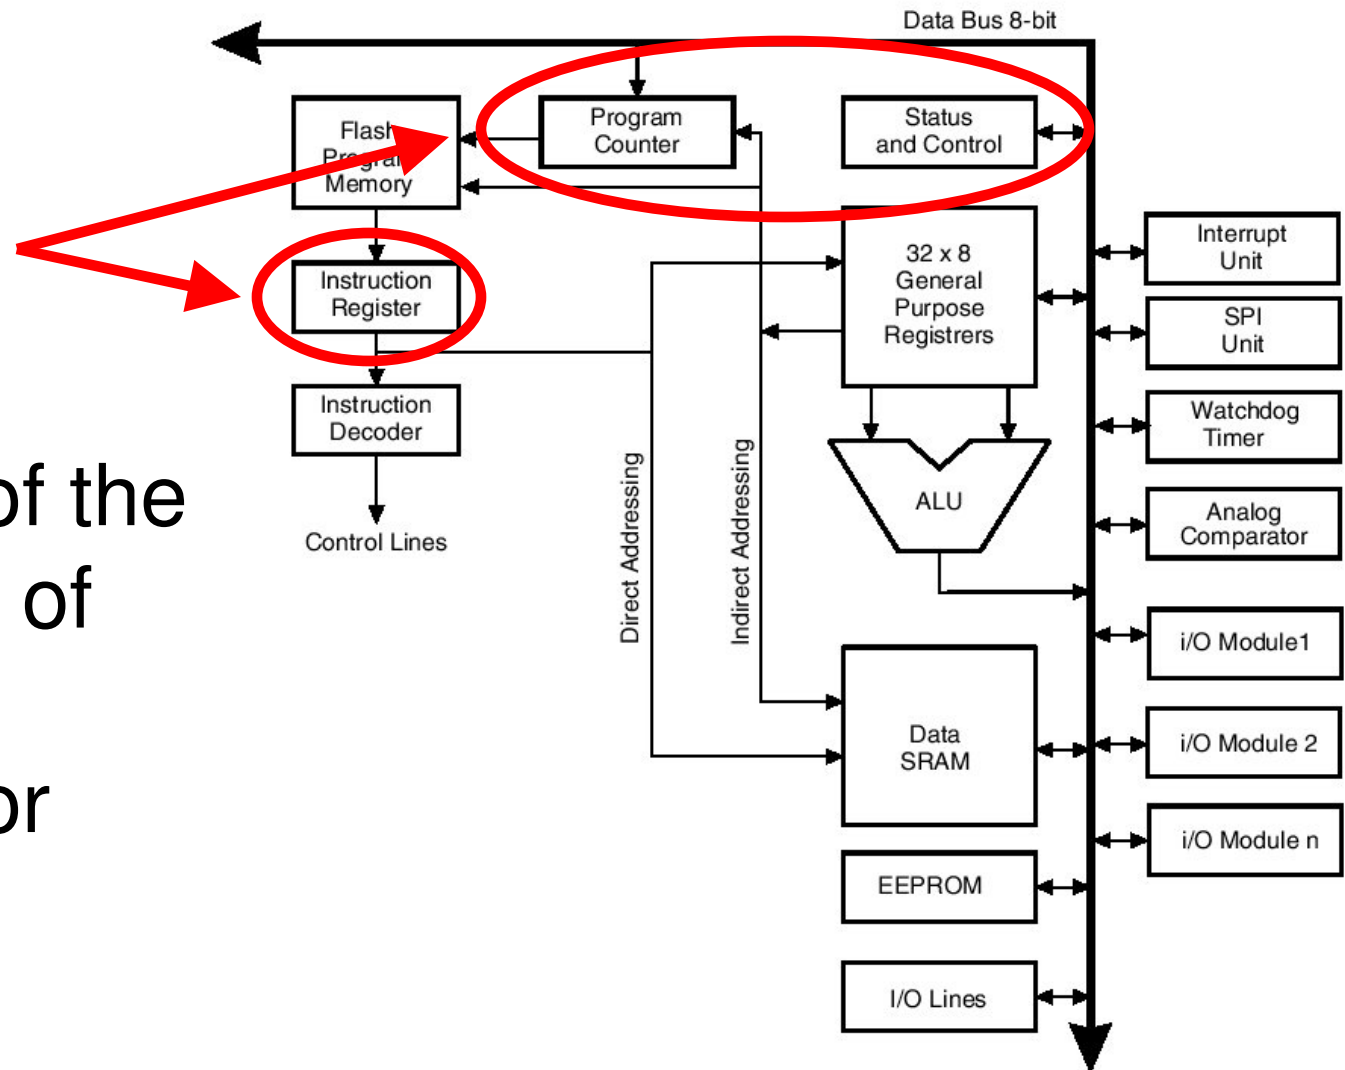 Data Bus 8-bit
Flash
Program
Memory
Program
Counter
Status
and Control
Instruction
Register
32 x 8
General
Purpose
Registrers
Interrupt
Unit
SPI
Unit
Instruction
Decoder
Watchdog
Timer
ALU
Analog
Comparator
Control Lines
Direct Addressing
Indirect Addressing
of the
of
or
i/O Module1
Data
SRAM
i/O Module 2
i/O Module n
EEPROM
I/O Lines